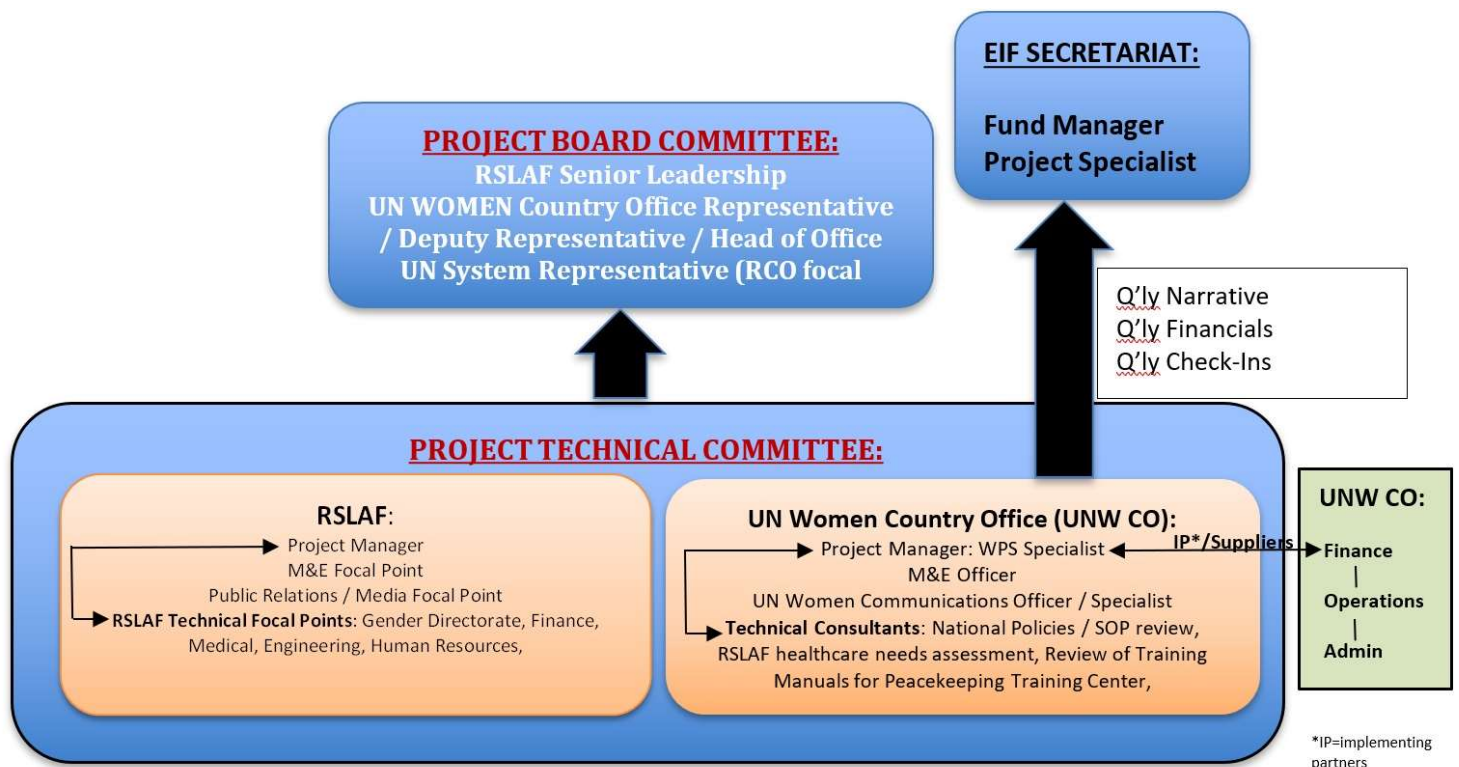 EIF SECRETARIAT:
Fund Manager
Project Specialist
PROJECT BOARD COMMITTEE:
RSLAF Senior Leadership
UN WOMEN Country Office Representative
/ Deputy Representative / Head of Office
UN System Representative (RCO focal
Q'ly Narrative
Q'ly Financials
Q'ly Check-Ins
PROJECT TECHNICAL COMMITTEE:
RSLAF:
Project Manager
M&E Focal Point
Public Relations / Media Focal Point
RSLAF Technical Focal Points: Gender Directorate, Finance,
Medical, Engineering, Human Resources,
UN Women Country Office (UNW CO):
Project Manager: WPS Specialist
M&E Officer
UN Women Communications Officer / Specialist
Technical Consultants: National Policies / SOP review,
RSLAF healthcare needs assessment, Review of Training
Manuals for Peacekeeping Training Center,
IP*/Suppliers
UNW CO:
Finance
Operations
Admin
*IP=implementing
partners